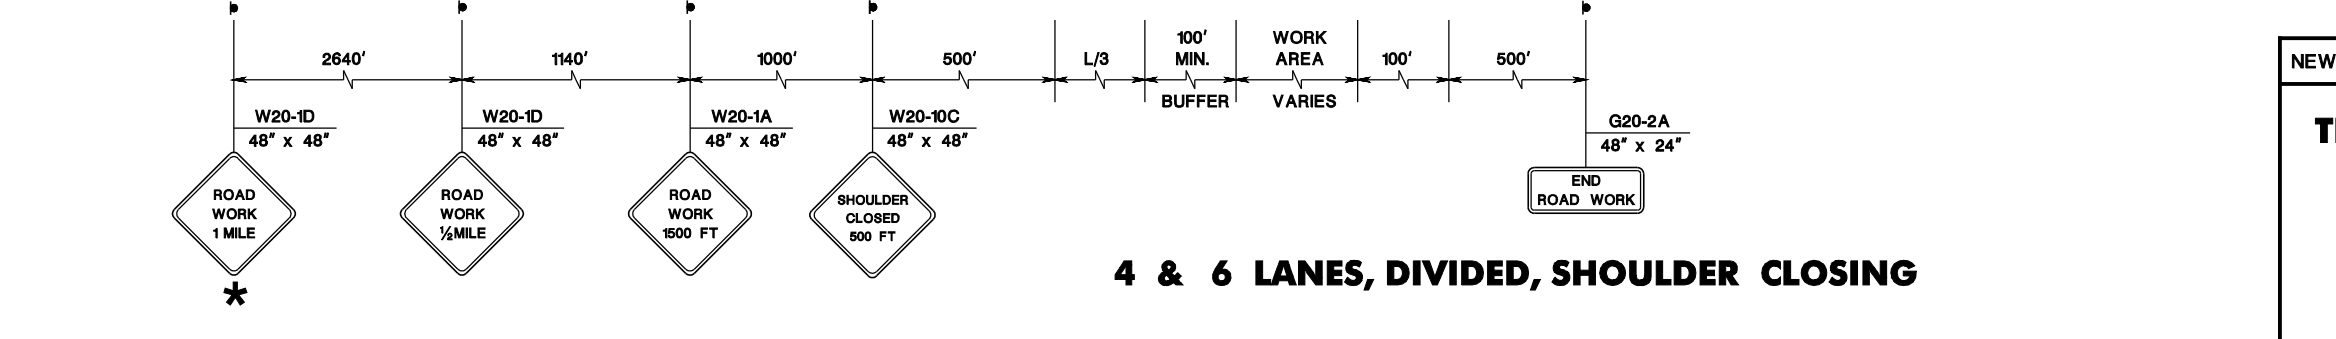 2640'
1140'
1000'
500'
L/3
100'
MIN.
BUFFER
WORK
AREA
VARIES
100'
500'
W20-1D
48" x 48"
W20-1D
48" x 48"
W20-1A
48" x 48"
W20-10C
48" x 48"
G20-2A
48" x 24"
ROAD
WORK
1 MILE
*
ROAD
WORK
½ MILE
ROAD
WORK
1500 FT
SHOULDER
CLOSED
500 FT
END
ROAD WORK
4 & 6 LANES, DIVIDED, SHOULDER CLOSING
NEW